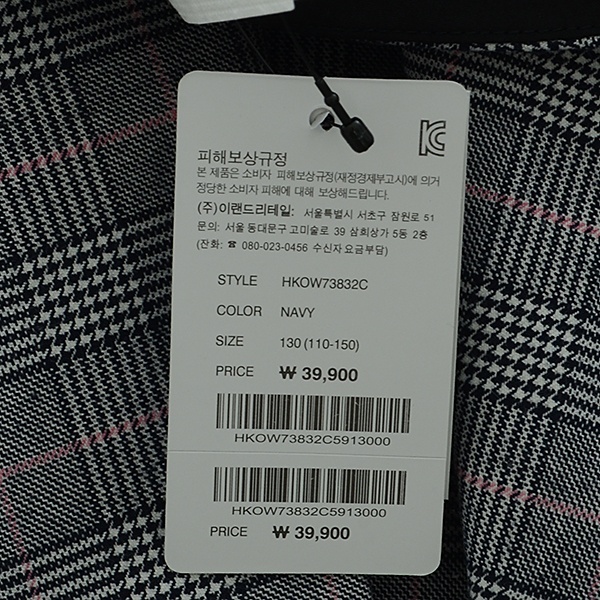 피해보상규정
본 제품은 소비자 피해보상규정(재정경제부고시)에 의거
정당한 소비자 피해에 대해 보상해드립니다.
(주)이랜드리테일: 서울특별시 서초구 잠원로 51
문의: 서울 동대문구 고미술로 39 삼희상가 5동 2층
(전화: ☎ 080-023-0456 수신자 요금부담)
STYLE HKOW73832C
COLOR NAVY
SIZE 130 (110-150)
PRICE ₩ 39,900
HKOW73832C5913000
HKOW73832C5913000
PRICE ₩ 39,900